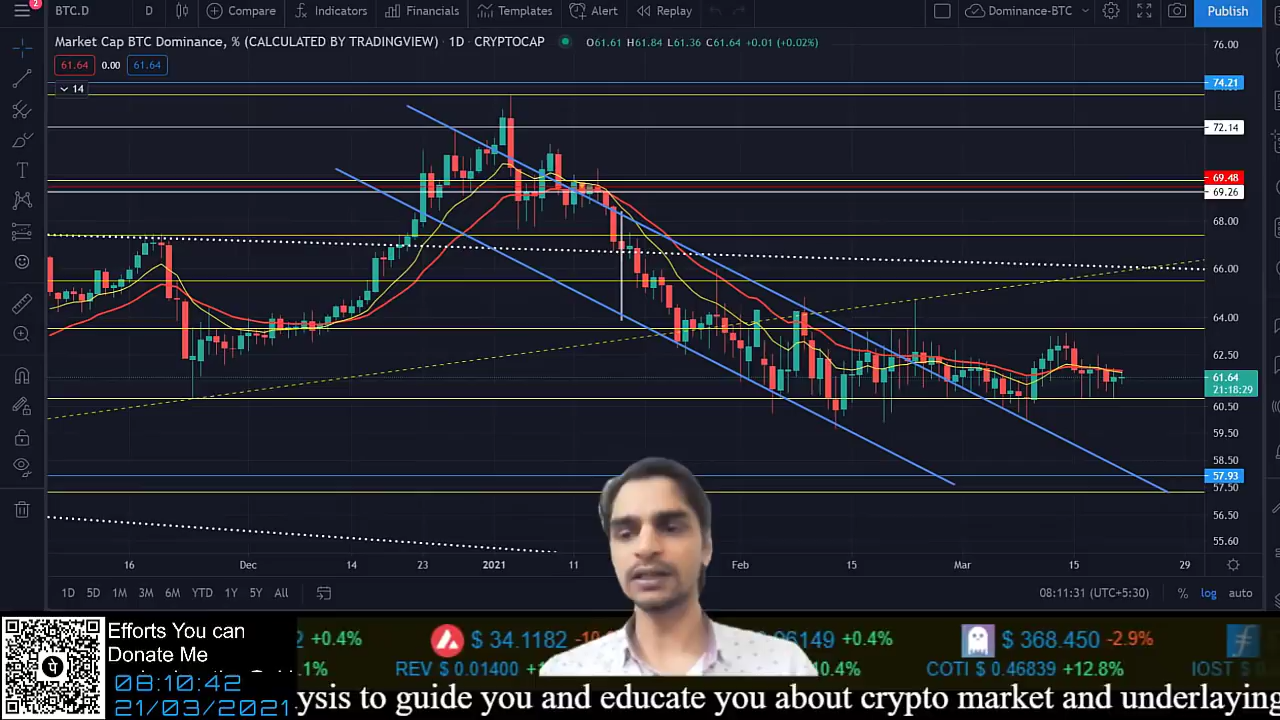 2
BTC.D D Compare Indicators Financials Templates Alert Replay Dominance-BTC Publish
Market Cap BTC Dominance, % (CALCULATED BY TRADINGVIEW) · 1D · CRYPTOCAP O61.61 H61.84 L61.36 C61.64 +0.01 (+0.02%)
61.64 0.00 61.64
14
76.00
74.21
72.14
69.48
69.26
68.00
66.00
64.00
62.50
61.64
21:18:29
60.50
59.50
58.50
57.93
57.50
56.50
55.60
16 Dec 14 23 2021 11 Feb 15 Mar 15 29
1D 5D 1M 3M 6M YTD 1Y 5Y All 08:11:31 (UTC+5:30) % log auto
Efforts You can
Donate Me
08:10:42
21/03/2021
+0.4% $ 34.1182 +0.4% $ 368.450 -2.9%
REV $ 0.01400 COTI $ 0.46839 +12.8% IOST
ysis to guide you and educate you about crypto market and underlaying